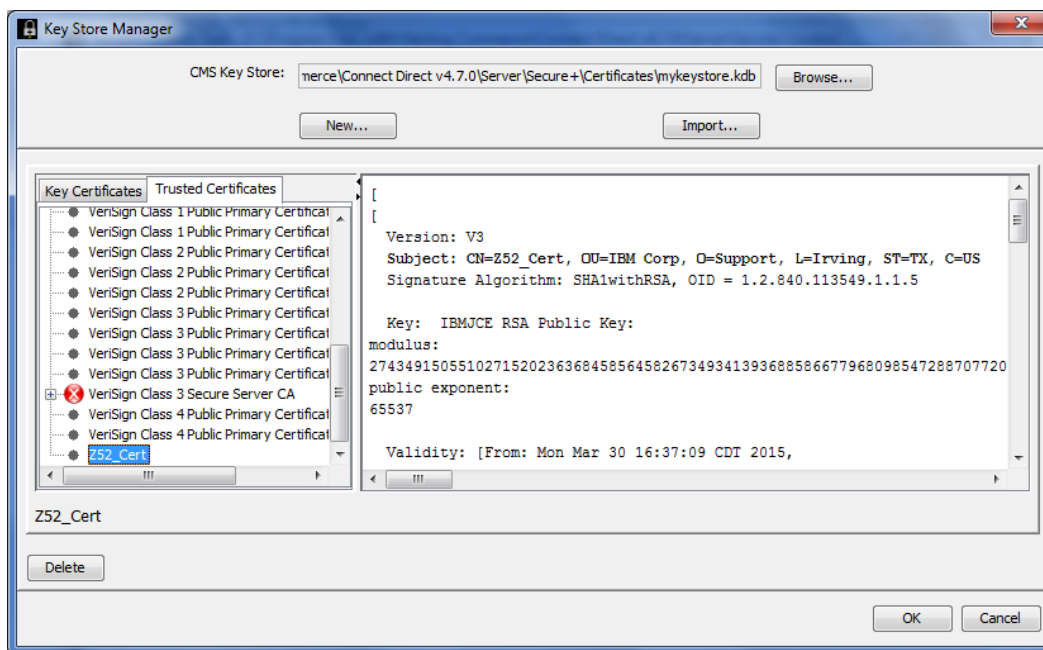 Key Store Manager
CMS Key Store: merce\Connect Direct v4.7.0\Server\Secure+\Certificates\mykeystore.kdb Browse...
New... Import...
Key Certificates Trusted Certificates
VeriSign Class 1 Public Primary Certificat
VeriSign Class 1 Public Primary Certificat
VeriSign Class 2 Public Primary Certificat
VeriSign Class 2 Public Primary Certificat
VeriSign Class 2 Public Primary Certificat
VeriSign Class 3 Public Primary Certificat
VeriSign Class 3 Public Primary Certificat
VeriSign Class 3 Public Primary Certificat
VeriSign Class 3 Public Primary Certificat
VeriSign Class 3 Secure Server CA
VeriSign Class 4 Public Primary Certificat
VeriSign Class 4 Public Primary Certificat
Z52_Cert
[
[
Version: V3
Subject: CN=Z52_Cert, OU=IBM Corp, O=Support, L=Irving, ST=TX, C=US
Signature Algorithm: SHA1withRSA, OID = 1.2.840.113549.1.1.5
Key: IBMJCE RSA Public Key:
modulus:
274349150551027152023636845856458267349341393688586677968098547288707720
public exponent:
65537
Validity: [From: Mon Mar 30 16:37:09 CDT 2015,
Z52_Cert
Delete
OK Cancel